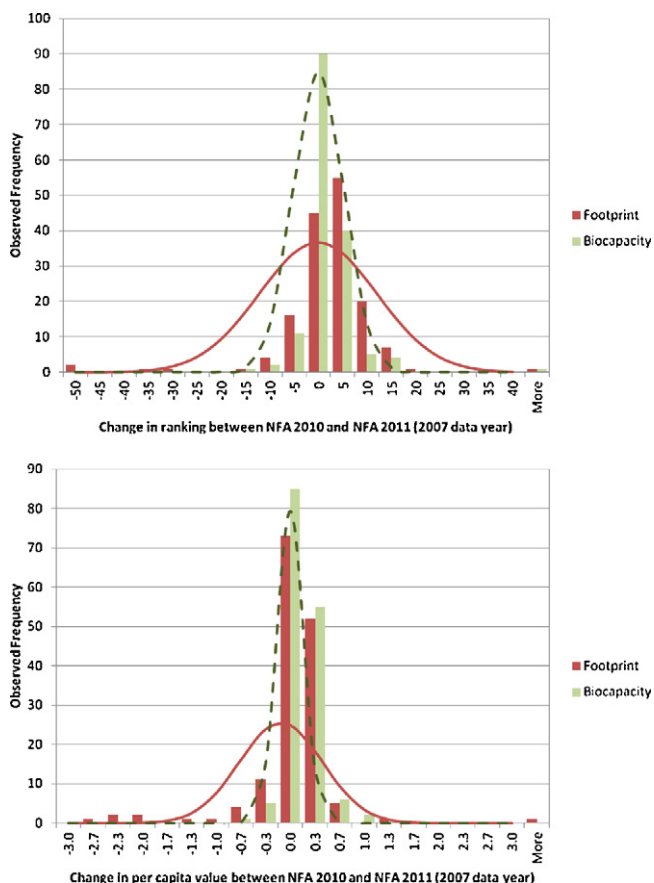 100
90
80
70
60
50
40
30
20
10
0
Observed Frequency
Footprint
Biocapacity
-50 -45 -40 -35 -30 -25 -20 -15 -10 -5 0 5 10 15 20 25 30 35 40 More
Change in ranking between NFA 2010 and NFA 2011 (2007 data year)
90
80
70
60
50
40
30
20
10
0
Observed Frequency
Footprint
Biocapacity
-3.0 -2.7 -2.3 -2.0 -1.7 -1.3 -1.0 -0.7 -0.3 0.0 0.3 0.7 1.0 1.3 1.7 2.0 2.3 2.7 3.0 More
Change in per capita value between NFA 2010 and NFA 2011 (2007 data year)